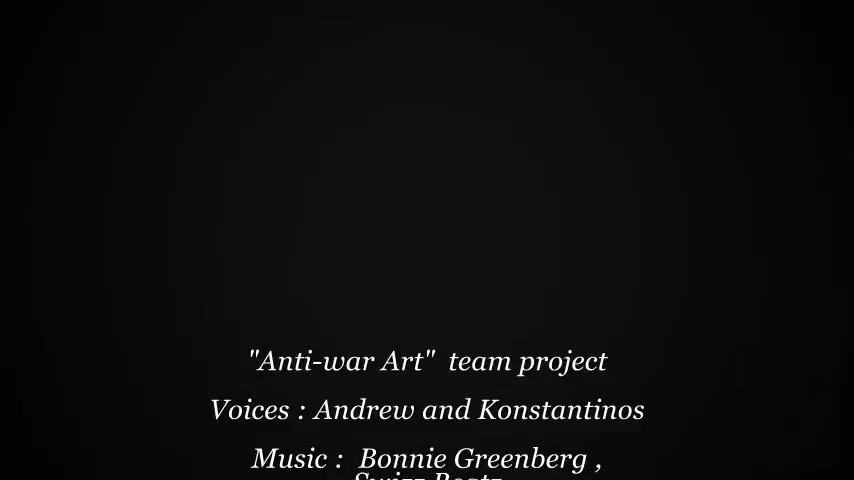 "Anti-war Art"  team project
Voices : Andrew and Konstantinos
Music :  Bonnie Greenberg ,